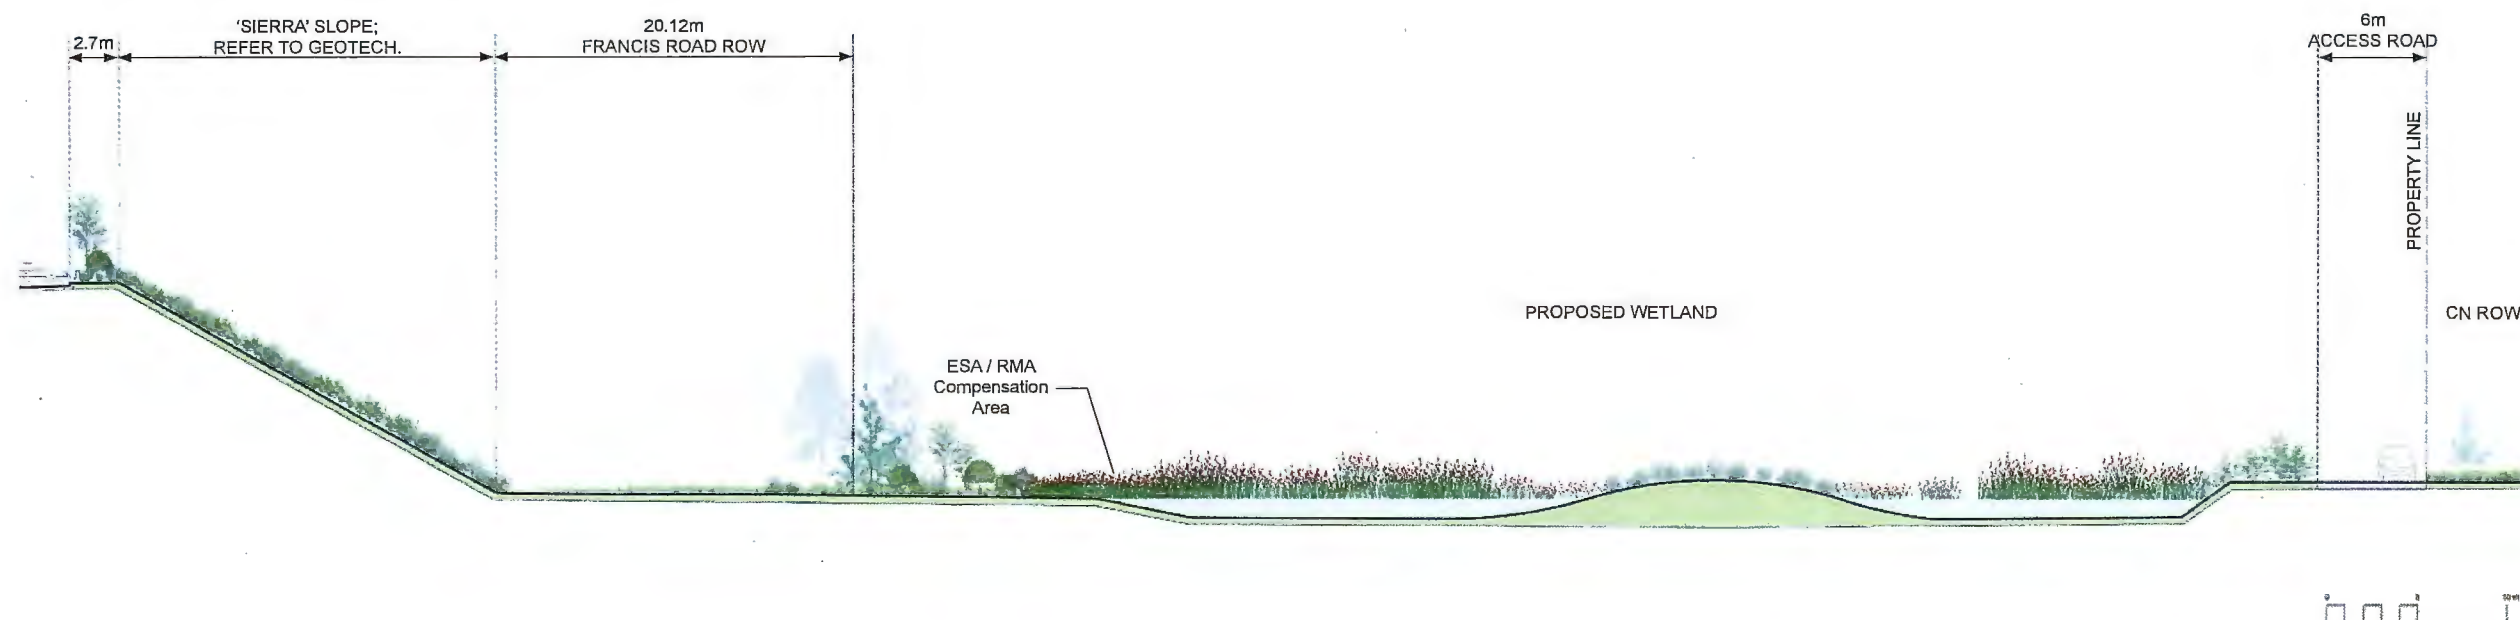 2.7m
'SIERRA' SLOPE;
REFER TO GEOTECH.
20.12m
FRANCIS ROAD ROW
6m
ACCESS ROAD
PROPERTY LINE
PROPOSED WETLAND
CN ROW
ESA / RMA
Compensation
Area
0